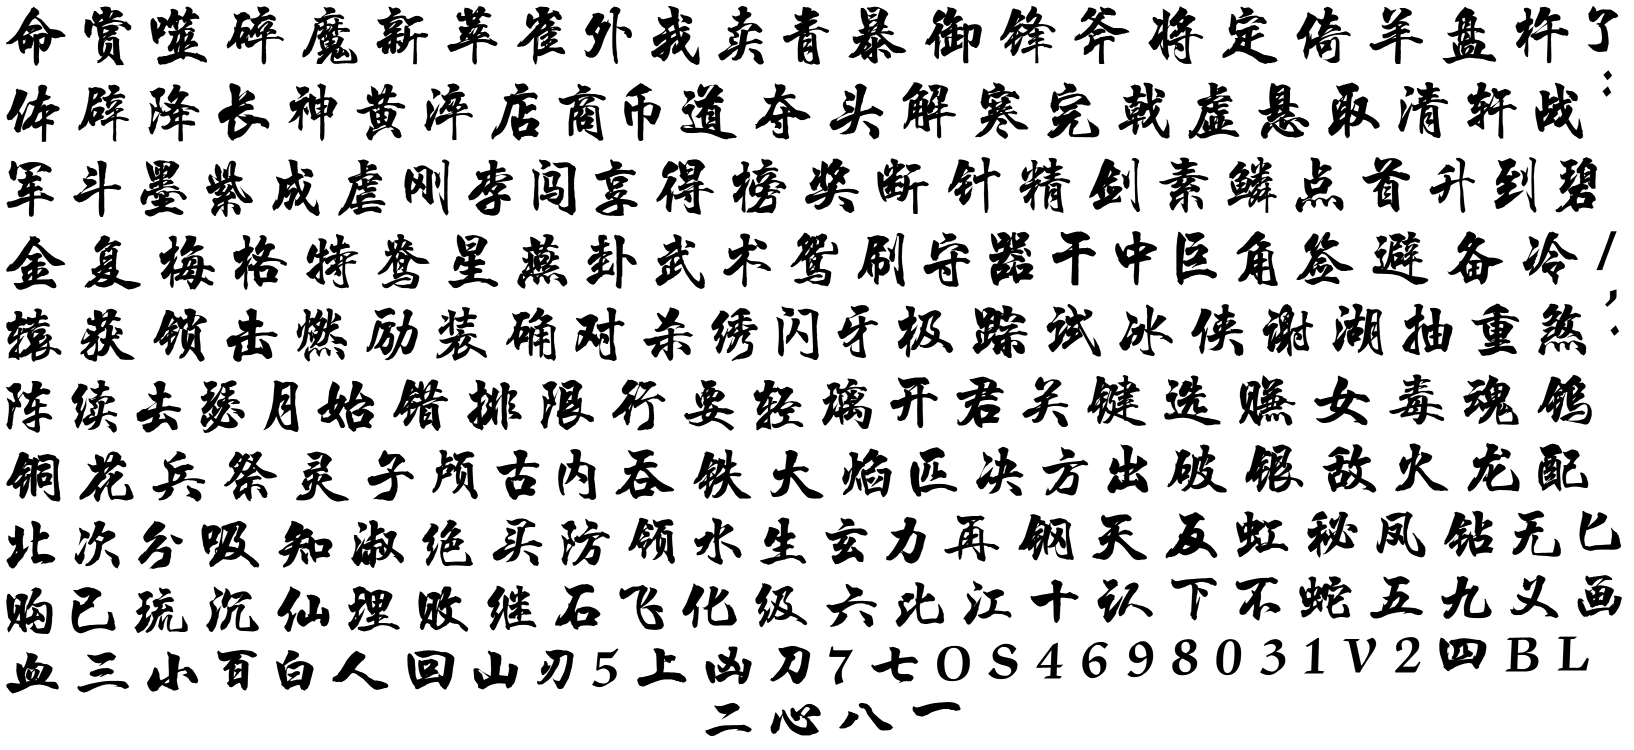 命赏噬碎魔新萃雀外我卖青暴御锋斧将定倚羊盘杵了
体辟降长神黄淬店商币道夺头解寒完戟虚悬取清轩战:
军斗墨紫成虐刚李闯享得榜奖断针精剑素鳞点首升到碧
金复梅格特鸯星燕卦武术鸳刷守器干中巨角签避备冷/
辕获锁击燃励装确对杀绣闪牙极踪试冰侠谢湖抽重煞,:
阵续去瑟月始错排限行要轻璃开君关键选赚女毒魂钨
铜花兵祭灵子颅古内吞铁大焰匹决方出破银敌火龙配
北次分吸知淑绝买防领水生玄力再钢天反虹秘凤钻无匕
购已琉沉仙理败继石飞化级六比江十认下不蛇五九义画
血三小百白人回山刃5上凶刀7七OS4698031V2四BL
二心八一